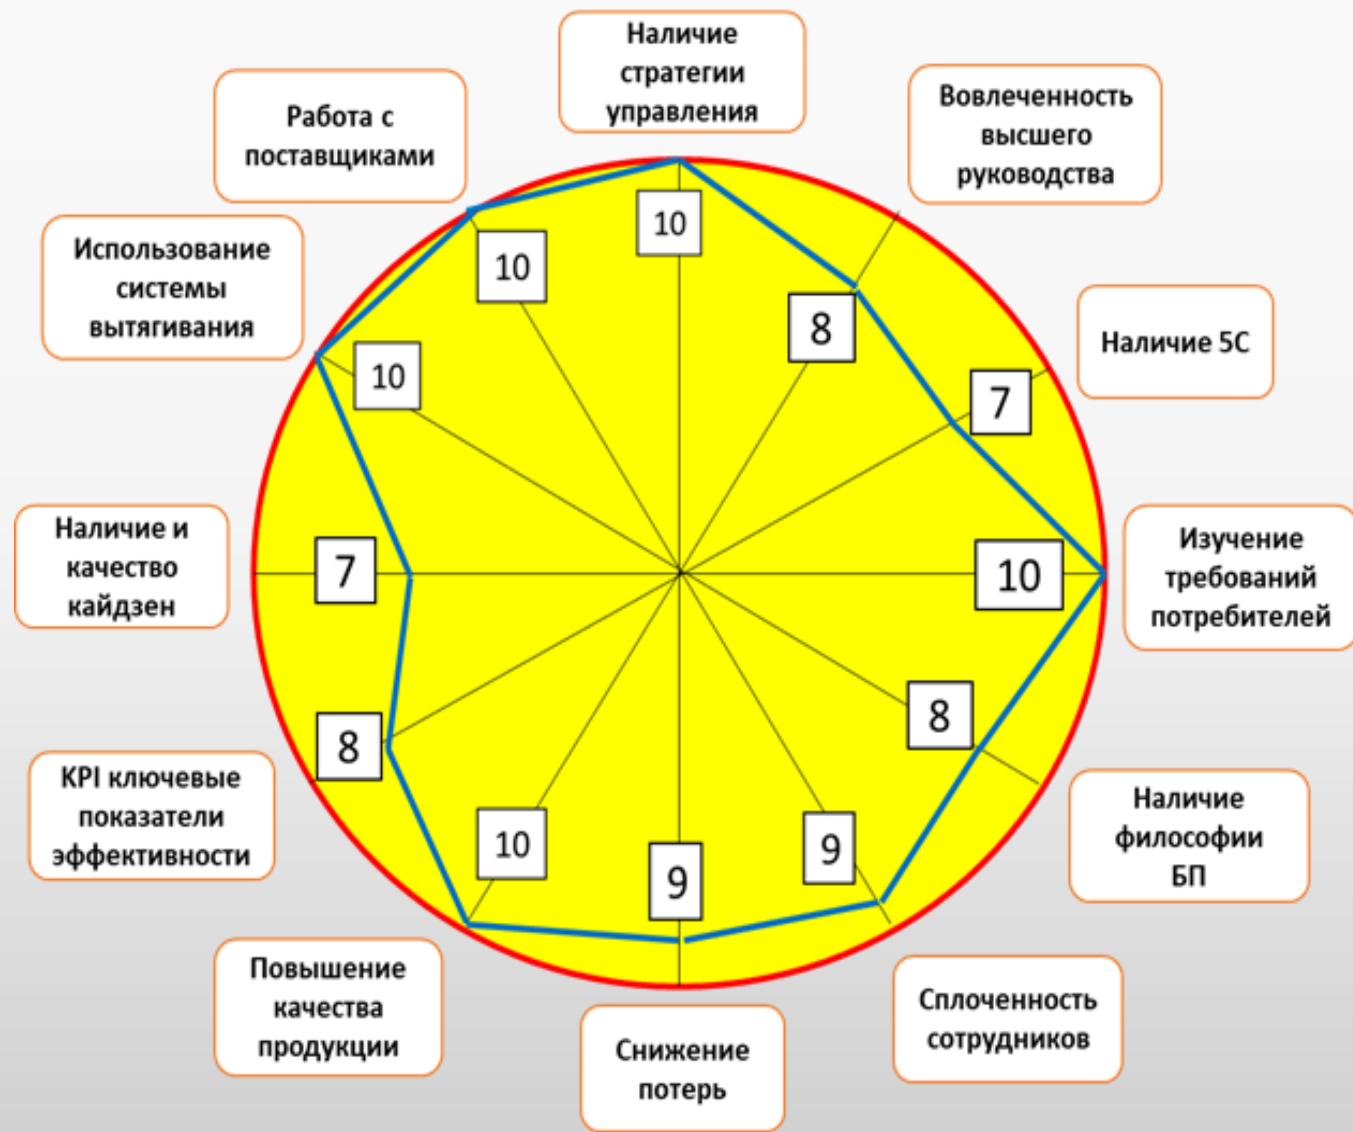 Наличие
стратегии
управления
Вовлеченность
высшего
руководства
Наличие 5С
Изучение
требований
потребителей
Наличие
философии
БП
Сплоченность
сотрудников
Снижение
потерь
Повышение
качества
продукции
KPI ключевые
показатели
эффективности
Наличие и
качество
кайдзен
Использование
системы
вытягивания
Работа с
поставщиками
10
8
7
10
8
9
9
10
8
7
10
10